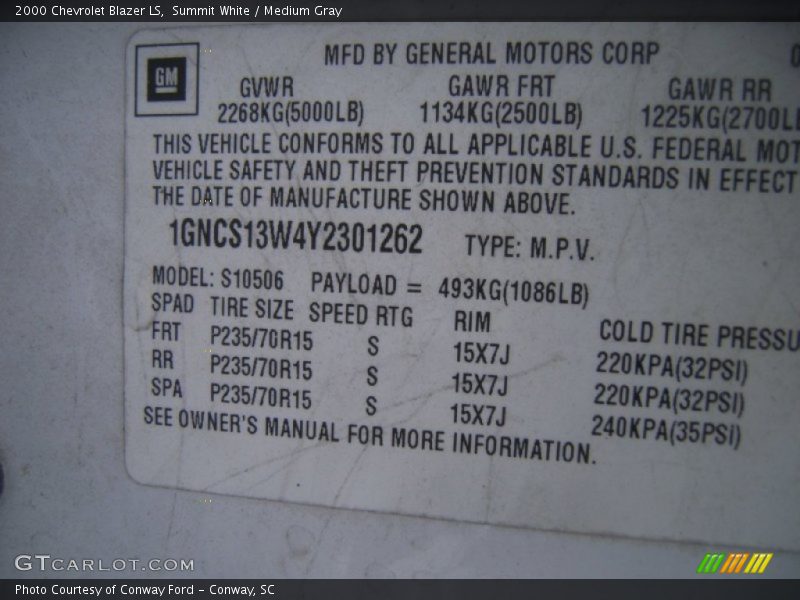 2000 Chevrolet Blazer LS,  Summit White / Medium Gray
MFD BY GENERAL MOTORS CORP
GM
GVWR GAWR FRT GAWR RR
2268KG(5000LB) 1134KG(2500LB) 1225KG(2700LB
THIS VEHICLE CONFORMS TO ALL APPLICABLE U.S. FEDERAL MOT
VEHICLE SAFETY AND THEFT PREVENTION STANDARDS IN EFFECT
THE DATE OF MANUFACTURE SHOWN ABOVE.
1GNCS13W4Y2301262 TYPE: M.P.V.
MODEL: S10506 PAYLOAD = 493KG(1086LB)
SPAD TIRE SIZE SPEED RTG RIM COLD TIRE PRESSU
FRT P235/70R15 S 15X7J 220KPA(32PSI)
RR P235/70R15 S 15X7J 220KPA(32PSI)
SPA P235/70R15 S 15X7J 240KPA(35PSI)
SEE OWNER'S MANUAL FOR MORE INFORMATION.
GTCARLOT.COM
Photo Courtesy of Conway Ford – Conway, SC